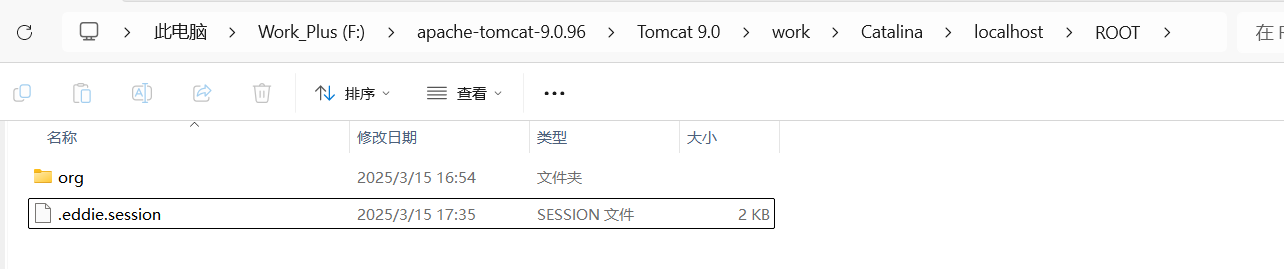 此电脑 > Work_Plus (F:) > apache-tomcat-9.0.96 > Tomcat 9.0 > work > Catalina > localhost > ROOT >
排序 查看 •••
名称 修改日期 类型 大小
org 2025/3/15 16:54 文件夹
.eddie.session 2025/3/15 17:35 SESSION 文件 2 KB